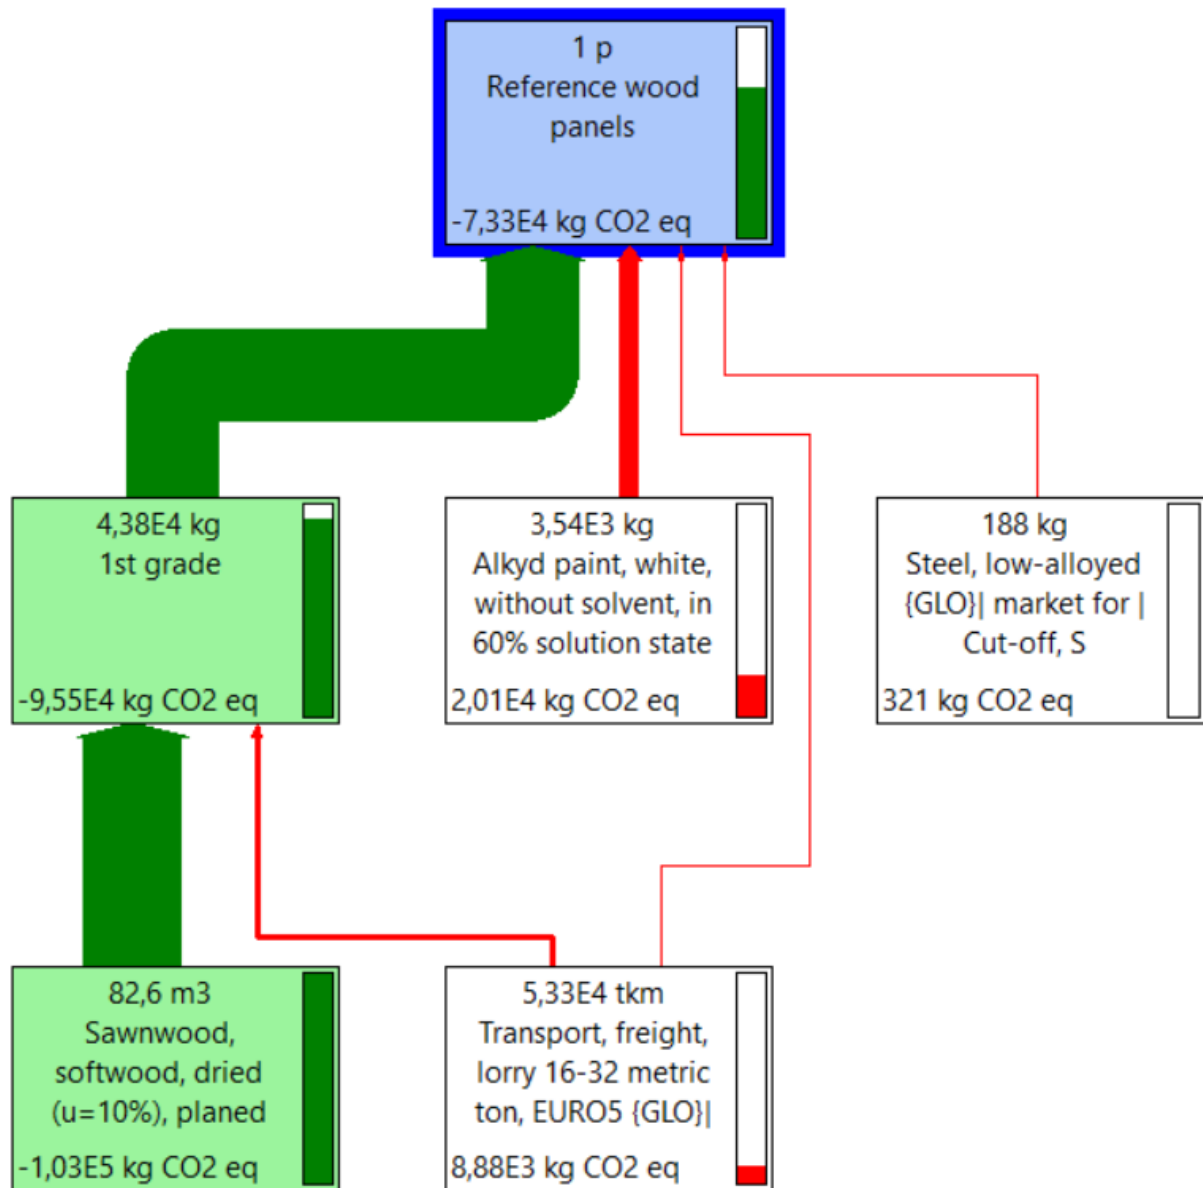 1 p
Reference wood
panels
-7,33E4 kg CO2 eq
4,38E4 kg
1st grade
-9,55E4 kg CO2 eq
3,54E3 kg
Alkyd paint, white,
without solvent, in
60% solution state
2,01E4 kg CO2 eq
188 kg
Steel, low-alloyed
{GLO}| market for |
Cut-off, S
321 kg CO2 eq
82,6 m3
Sawnwood,
softwood, dried
(u=10%), planed
-1,03E5 kg CO2 eq
5,33E4 tkm
Transport, freight,
lorry 16-32 metric
ton, EURO5 {GLO}|
8,88E3 kg CO2 eq